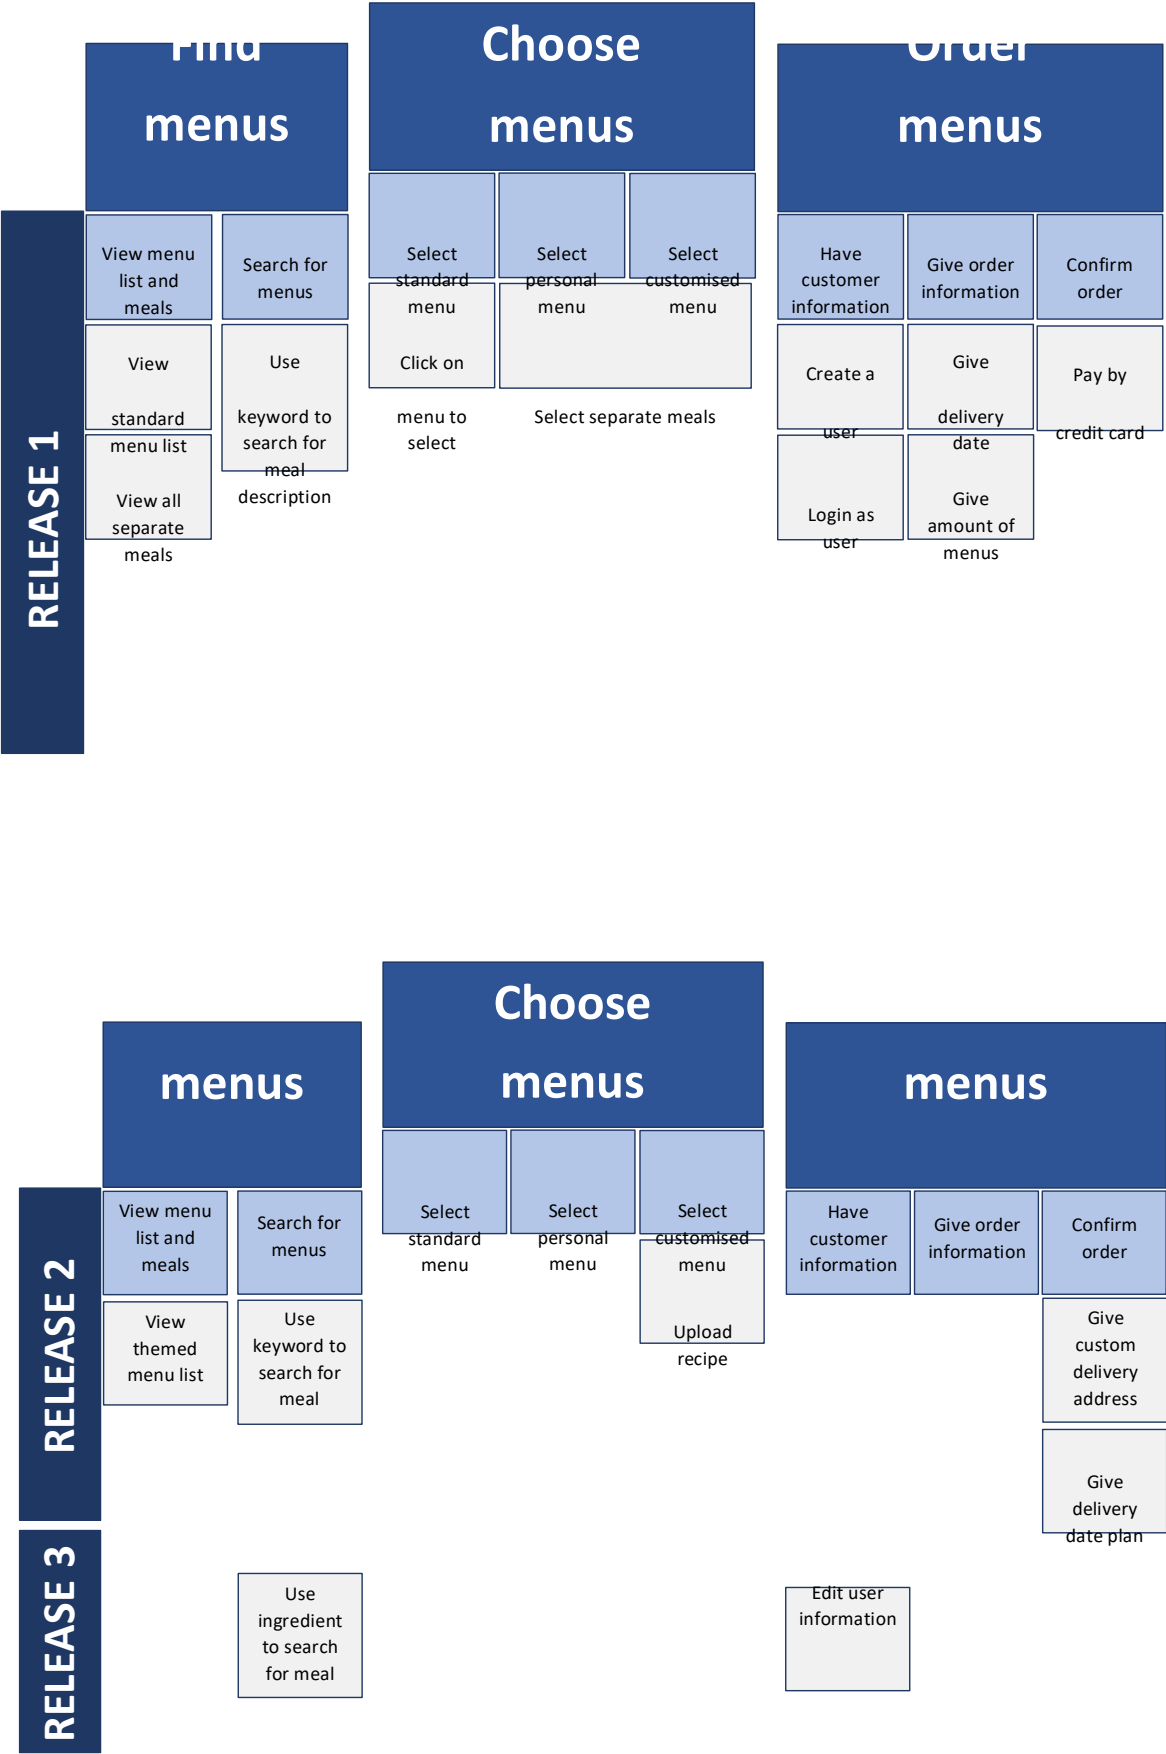 Find
menus
Choose
menus
Order
menus
RELEASE 1
View menu
list and
meals
Search for
menus
Select
standard
menu
Select
personal
menu
Select
customised
menu
Have
customer
information
Give order
information
Confirm
order
View
standard
menu list
View all
separate
meals
Use
keyword to
search for
meal
description
Click on
menu to
select
Select separate meals
Create a
user
Login as
user
Give
delivery
date
Give
amount of
menus
Pay by
credit card
menus
Choose
menus
menus
RELEASE 2
View menu
list and
meals
Search for
menus
Select
standard
menu
Select
personal
menu
Select
customised
menu
Have
customer
information
Give order
information
Confirm
order
View
themed
menu list
Use
keyword to
search for
meal
Upload
recipe
Give
custom
delivery
address
Give
delivery
date plan
RELEASE 3
Use
ingredient
to search
for meal
Edit user
information